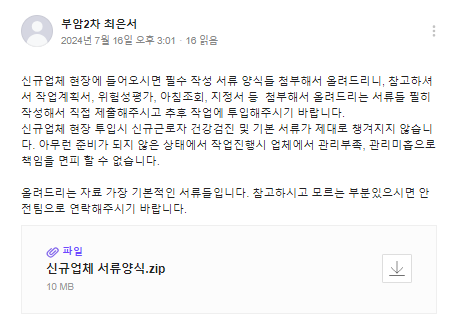 부암2차 최은서
2024년 7월 16일 오후 3:01 · 16 읽음
신규업체 현장에 들어오시면 필수 작성 서류 양식들 첨부해서 올려드리니, 참고하셔
서 작업계획서, 위험성평가, 아침조회, 지정서 등  첨부해서 올려드리는 서류들 필히
작성해서 직접 제출해주시고 추후 작업에 투입해주시기 바랍니다.
신규업체 현장 투입시 신규근로자 건강검진 및 기본 서류가 제대로 챙겨지지 않습니
다. 아무런 준비가 되지 않은 상태에서 작업진행시 업체에서 관리부족, 관리미흡으로
책임을 면피 할 수 없습니다.
올려드리는 자료 가장 기본적인 서류들입니다. 참고하시고 모르는 부분있으시면 안
전팀으로 연락해주시기 바랍니다.
파일
신규업체 서류양식.zip
10 MB